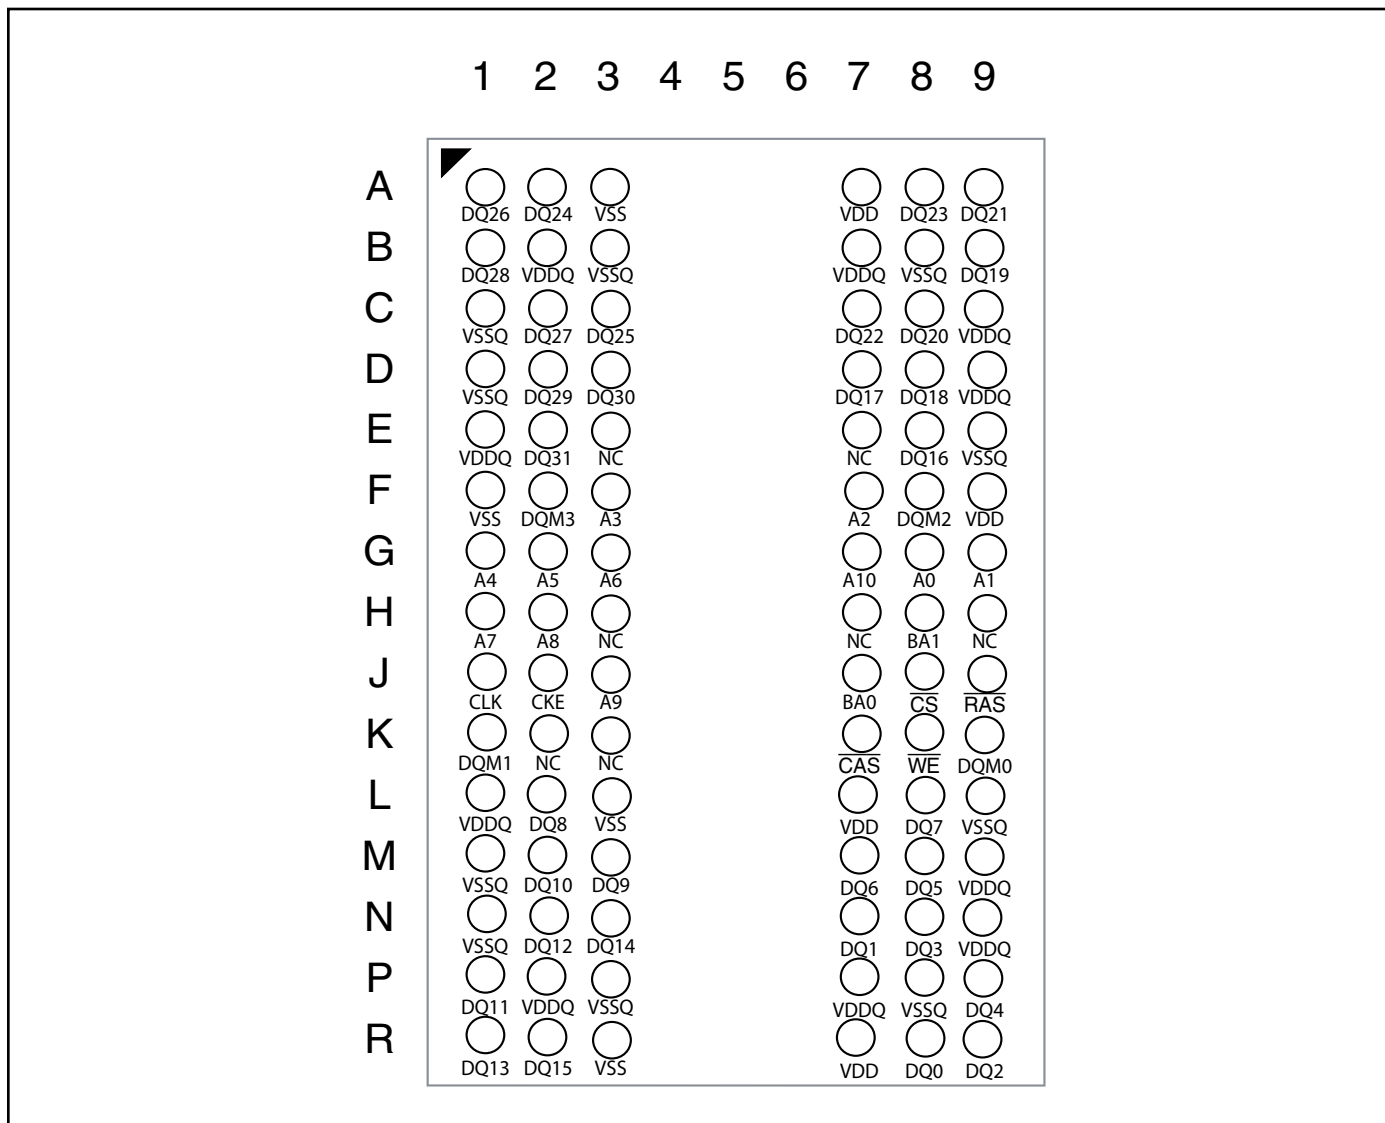 1 2 3 4 5 6 7 8 9
A
DQ26 DQ24 VSS VDD DQ23 DQ21
B
DQ28 VDDQ VSSQ VDDQ VSSQ DQ19
C
VSSQ DQ27 DQ25 DQ22 DQ20 VDDQ
D
VSSQ DQ29 DQ30 DQ17 DQ18 VDDQ
E
VDDQ DQ31 NC NC DQ16 VSSQ
F
VSS DQM3 A3 A2 DQM2 VDD
G
A4 A5 A6 A10 A0 A1
H
A7 A8 NC NC BA1 NC
J
CLK CKE A9 BA0 C̅S̅ R̅A̅S̅
K
DQM1 NC NC C̅A̅S̅ W̅E̅ DQM0
L
VDDQ DQ8 VSS VDD DQ7 VSSQ
M
VSSQ DQ10 DQ9 DQ6 DQ5 VDDQ
N
VSSQ DQ12 DQ14 DQ1 DQ3 VDDQ
P
DQ11 VDDQ VSSQ VDDQ VSSQ DQ4
R
DQ13 DQ15 VSS VDD DQ0 DQ2